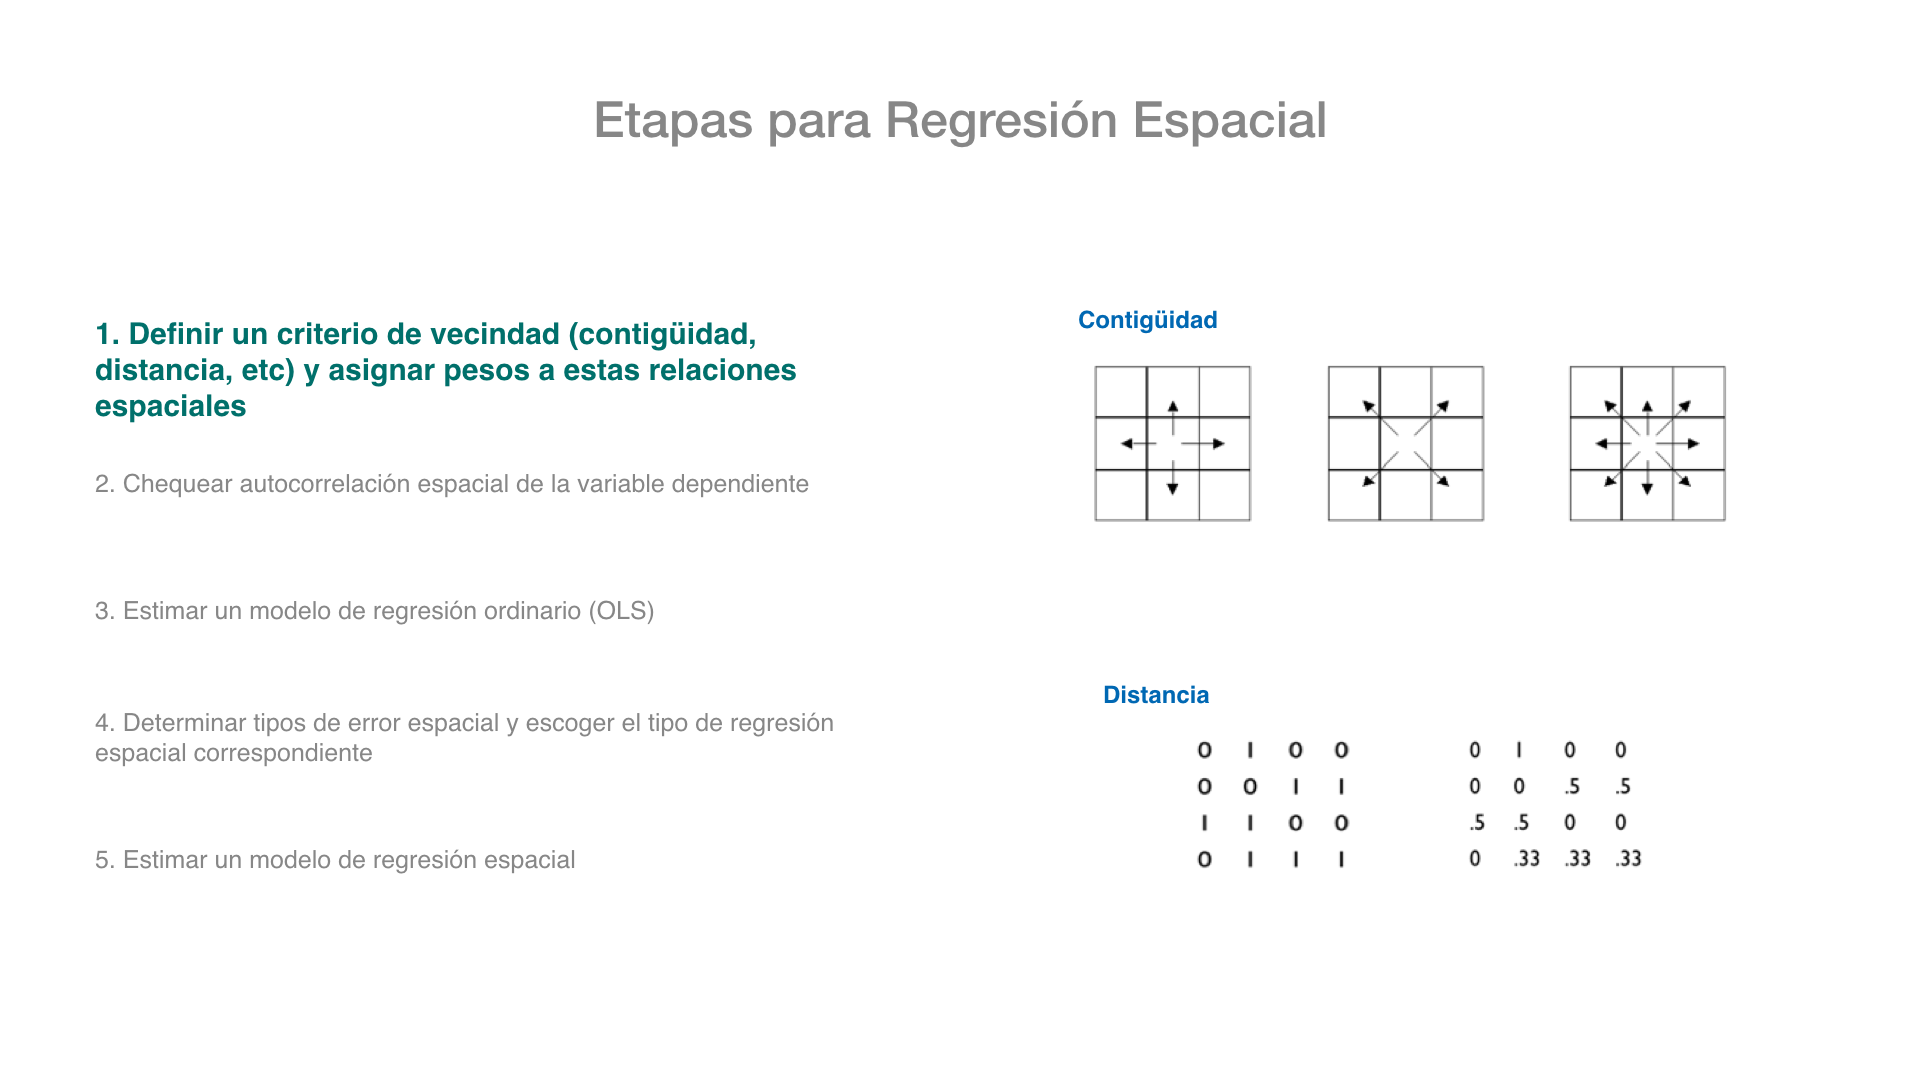 Etapas para Regresión Espacial
1. Definir un criterio de vecindad (contigüidad,
distancia, etc) y asignar pesos a estas relaciones
espaciales
2. Chequear autocorrelación espacial de la variable dependiente
3. Estimar un modelo de regresión ordinario (OLS)
4. Determinar tipos de error espacial y escoger el tipo de regresión
espacial correspondiente
5. Estimar un modelo de regresión espacial
Contigüidad
Distancia
0 1 0 0
0 0 1 1
1 1 0 0
0 1 1 1
0 1 0 0
0 0 .5 .5
.5 .5 0 0
0 .33 .33 .33